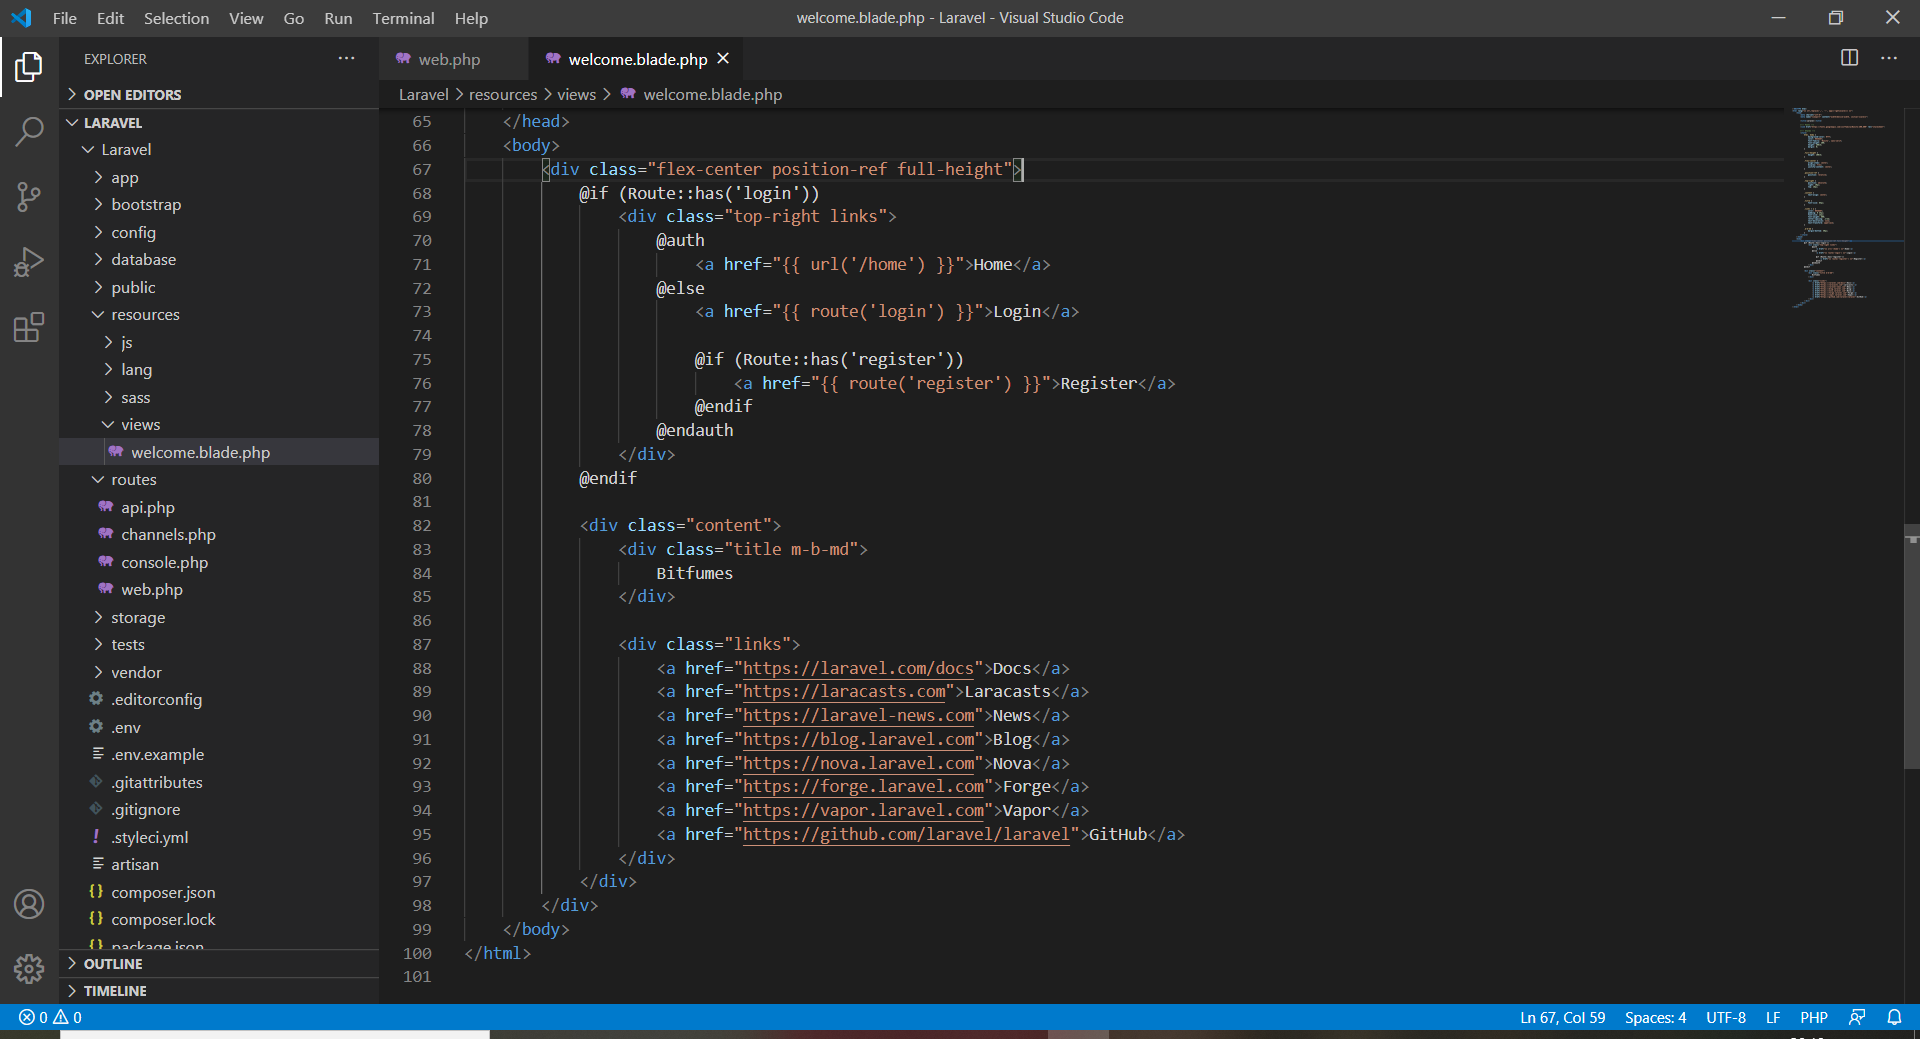 File Edit Selection View Go Run Terminal Help
welcome.blade.php - Laravel - Visual Studio Code
EXPLORER
OPEN EDITORS
LARAVEL
Laravel
app
bootstrap
config
database
public
resources
js
lang
sass
views
welcome.blade.php
routes
api.php
channels.php
console.php
web.php
storage
tests
vendor
.editorconfig
.env
.env.example
.gitattributes
.gitignore
.styleci.yml
artisan
composer.json
composer.lock
package.json
OUTLINE
TIMELINE
web.php welcome.blade.php
Laravel > resources > views > welcome.blade.php
65 </head>
66 <body>
67 <div class="flex-center position-ref full-height">
68 @if (Route::has('login'))
69 <div class="top-right links">
70 @auth
71 <a href="{{ url('/home') }}">Home</a>
72 @else
73 <a href="{{ route('login') }}">Login</a>
74
75 @if (Route::has('register'))
76 <a href="{{ route('register') }}">Register</a>
77 @endif
78 @endauth
79 </div>
80 @endif
81
82 <div class="content">
83 <div class="title m-b-md">
84 Bitfumes
85 </div>
86
87 <div class="links">
88 <a href="https://laravel.com/docs">Docs</a>
89 <a href="https://laracasts.com">Laracasts</a>
90 <a href="https://laravel-news.com">News</a>
91 <a href="https://blog.laravel.com">Blog</a>
92 <a href="https://nova.laravel.com">Nova</a>
93 <a href="https://forge.laravel.com">Forge</a>
94 <a href="https://vapor.laravel.com">Vapor</a>
95 <a href="https://github.com/laravel/laravel">GitHub</a>
96 </div>
97 </div>
98 </div>
99 </body>
100 </html>
101
0 0
Ln 67, Col 59 Spaces: 4 UTF-8 LF PHP